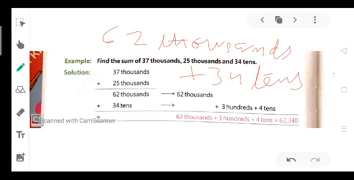 62 thousands
+ 34 tens
Example: Find the sum of 37 thousands, 25 thousands and 34 tens.
Solution: 37 thousands
+ 25 thousands
62 thousands → 62 thousands
+ 34 tens → + 3 hundreds + 4 tens
62 thousands + 3 hundreds + 4 tens = 62,340
Scanned with CamScanner
Tт